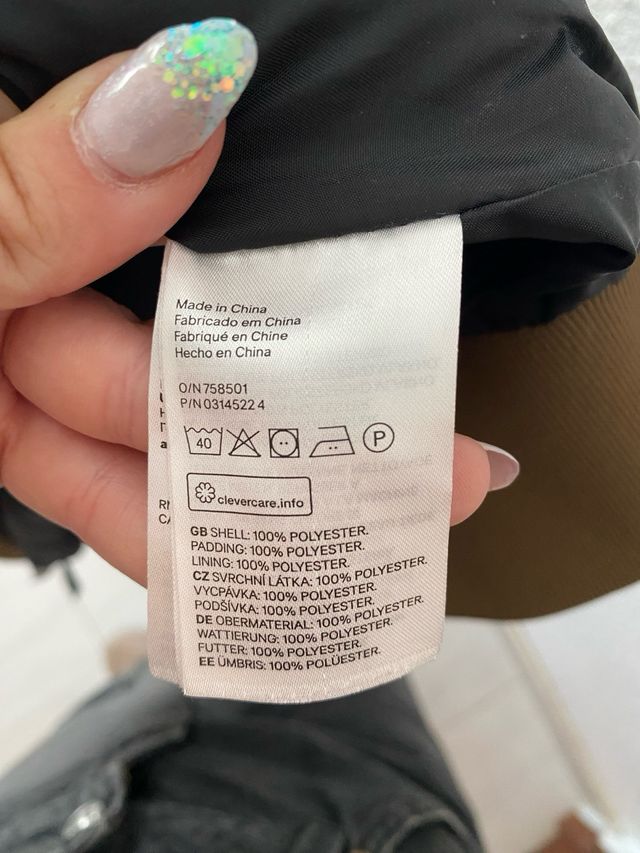 Made in China
Fabricado em China
Fabriqué en Chine
Hecho en China
O/N 758501
P/N 0314522 4
40
P
clevercare.info
GB SHELL: 100% POLYESTER.
PADDING: 100% POLYESTER.
LINING: 100% POLYESTER.
CZ SVRCHNÍ LÁTKA: 100% POLYESTER.
VYCPÁVKA: 100% POLYESTER.
PODŠÍVKA: 100% POLYESTER.
DE OBERMATERIAL: 100% POLYESTER.
WATTIERUNG: 100% POLYESTER.
FUTTER: 100% POLYESTER.
EE ÜMBRIS: 100% POLÜESTER.